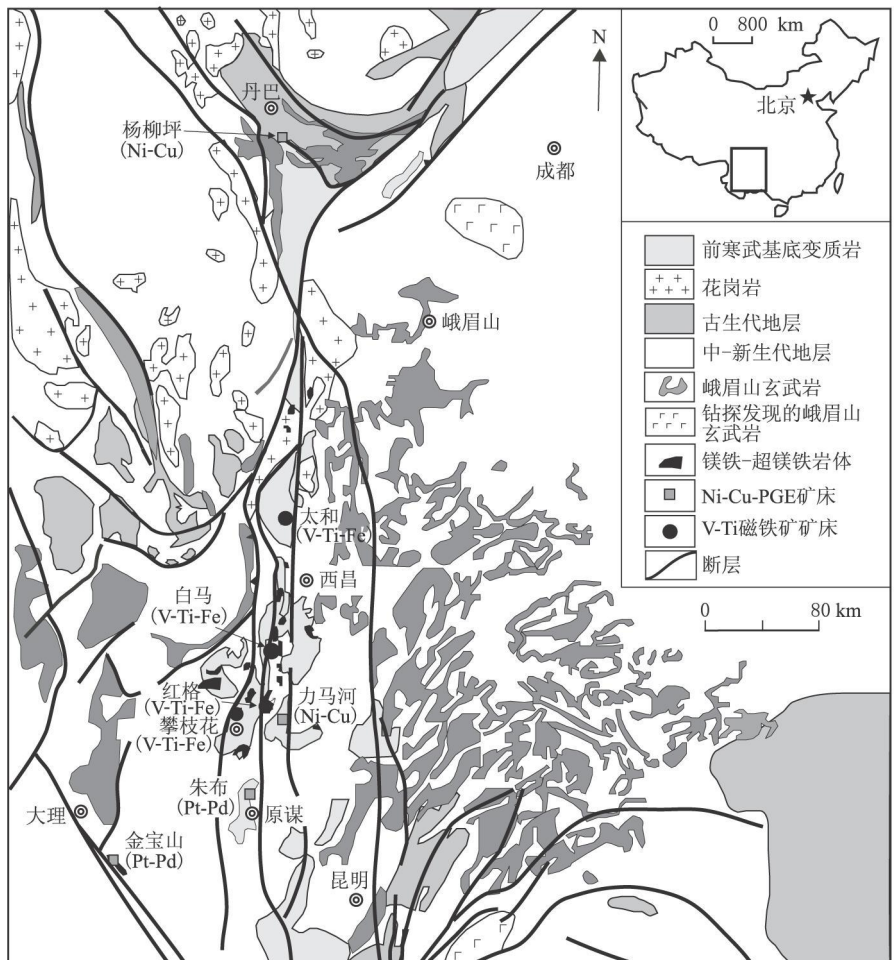 丹巴
杨柳坪
(Ni-Cu)
N
成都
峨眉山
太和
(V-Ti-Fe)
西昌
白马
(V-Ti-Fe)
红格
(V-Ti-Fe)
攀枝花
(V-Ti-Fe)
力马河
(Ni-Cu)
朱布
(Pt-Pd)
原谋
大理
金宝山
(Pt-Pd)
昆明
0 800 km
北京
前寒武基底变质岩
花岗岩
古生代地层
中-新生代地层
峨眉山玄武岩
钻探发现的峨眉山
玄武岩
镁铁-超镁铁岩体
Ni-Cu-PGE矿床
V-Ti磁铁矿矿床
断层
0 80 km